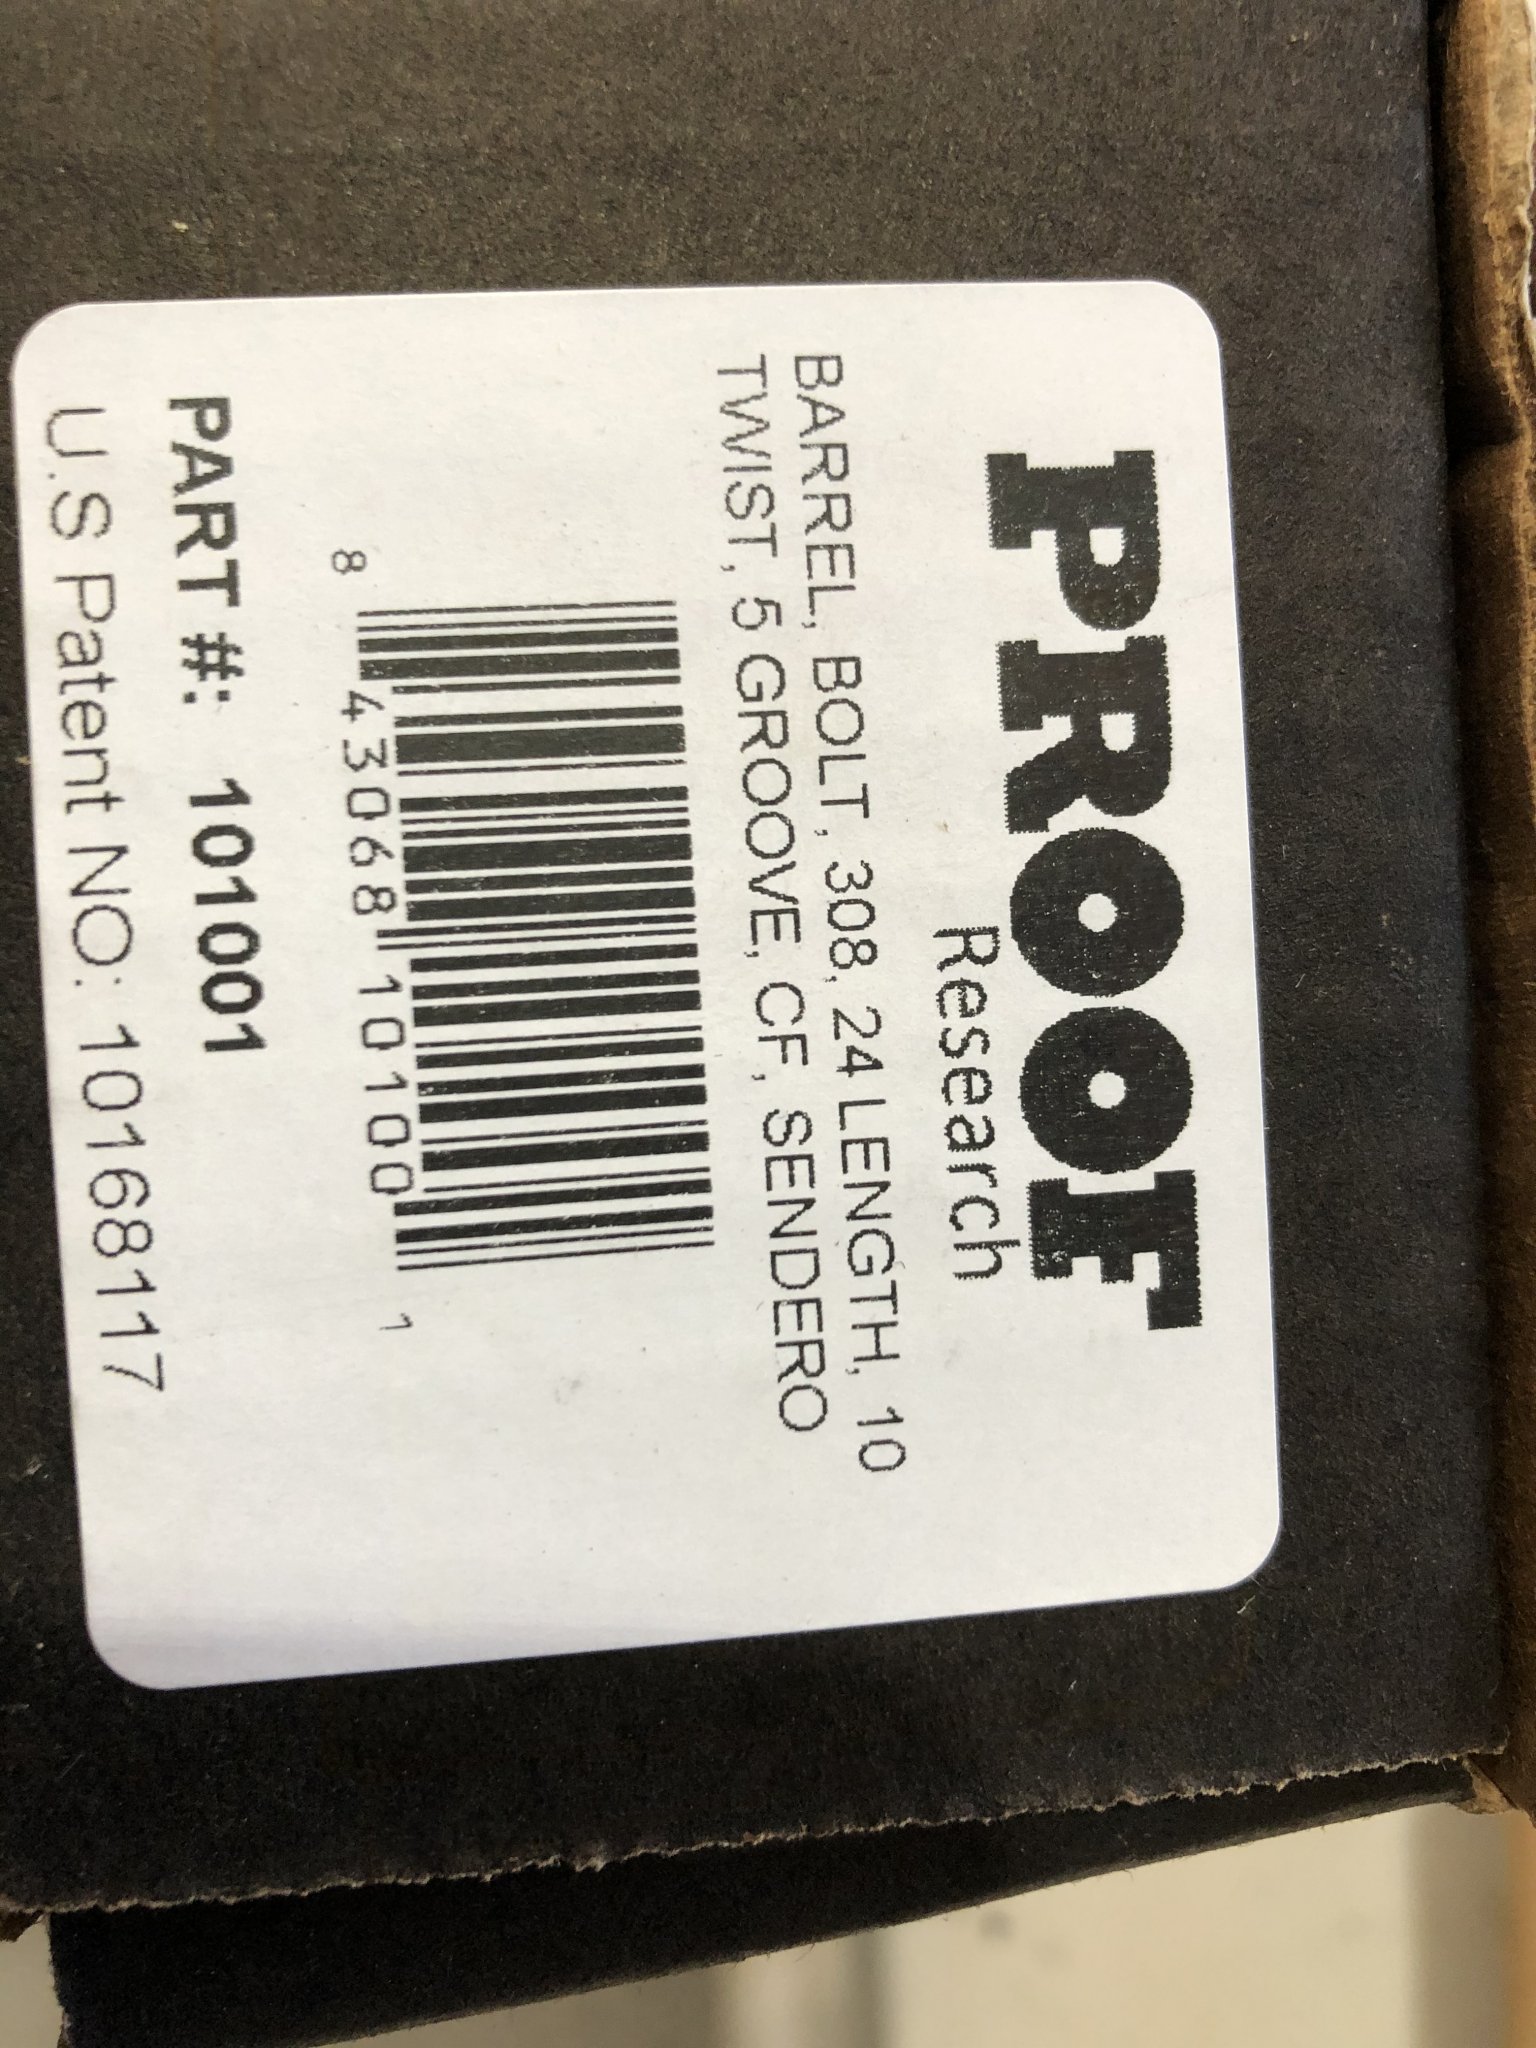 PROOF
Research
BARREL, BOLT, 308, 24 LENGTH, 10
TWIST, 5 GROOVE, CF, SENDERO
8 43068 10100 1
PART #: 101001
U.S Patent NO: 10168117